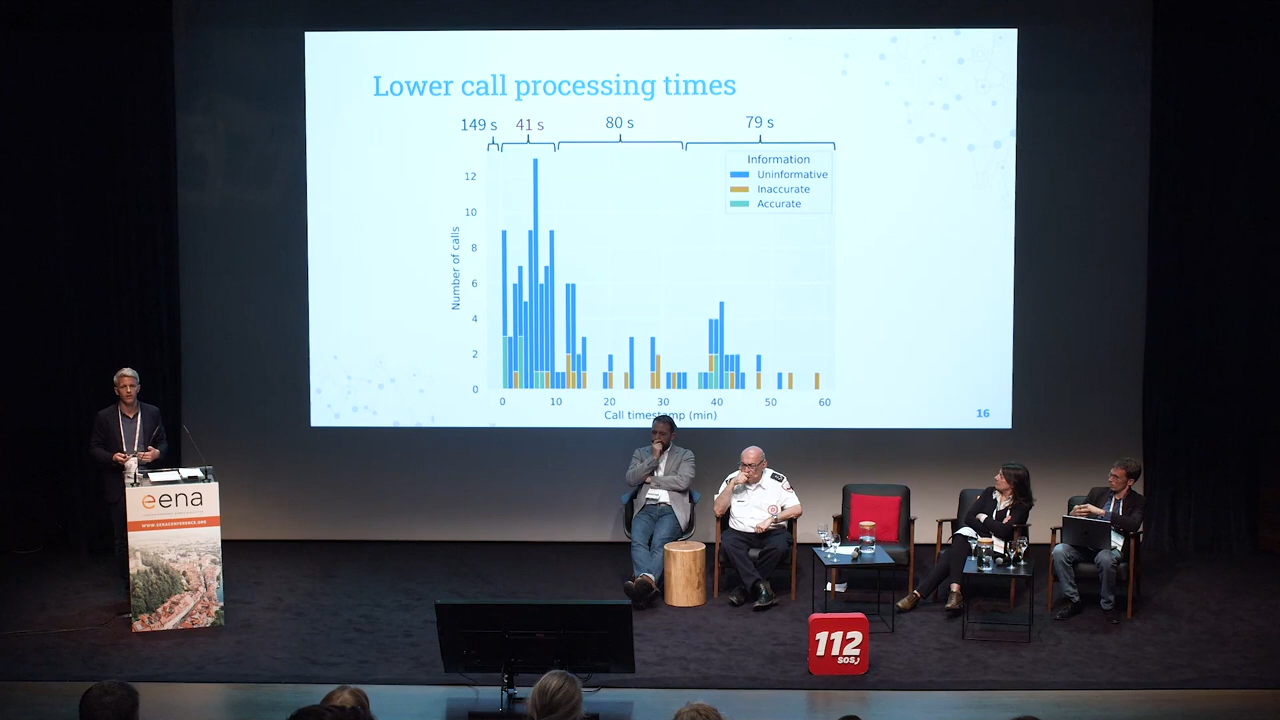 Lower call processing times
149 s 41 s 80 s 79 s
Information
Uninformative
Inaccurate
Accurate
12
10
8
6
4
2
0
Number of calls
0 10 20 30 40 50 60
Call timestamp (min)
16
eena
WWW.EENACONFERENCE.ORG
112
SOS